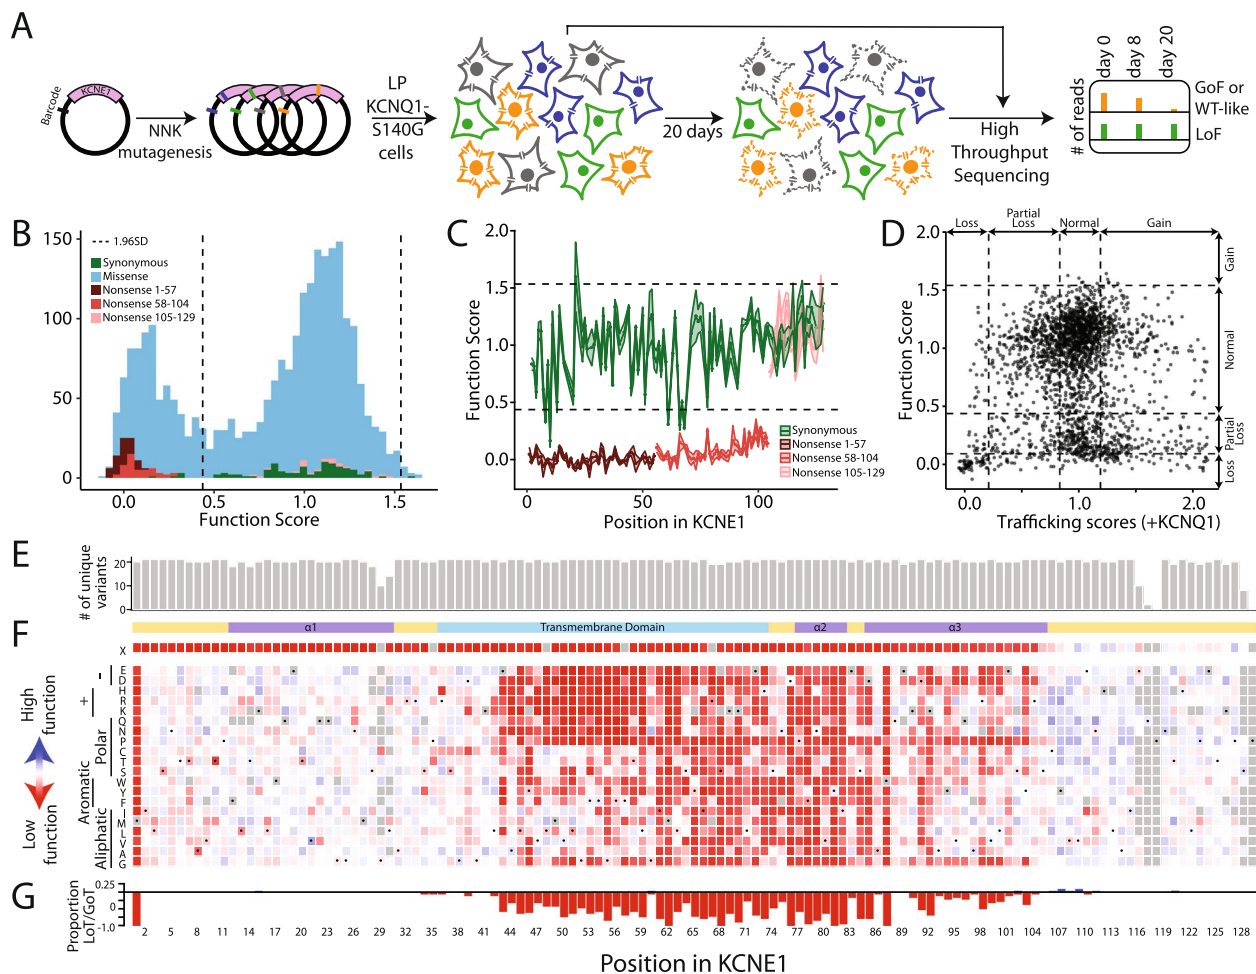 A
Barcode
KCNE1
NNK
mutagenesis
LP
KCNQ1-
S140G
cells
20 days
High
Throughput
Sequencing
# of reads
day 0
day 8
day 20
GoF or
WT-like
LoF
B
150
100
50
0
1.96SD
Synonymous
Missense
Nonsense 1-57
Nonsense 58-104
Nonsense 105-129
0.0
0.5
1.0
1.5
Function Score
C
Function Score
2.0
1.5
1.0
0.5
0.0
Synonymous
Nonsense 1-57
Nonsense 58-104
Nonsense 105-129
0
50
100
Position in KCNE1
D
Function Score
2.0
1.5
1.0
0.5
0.0
Loss
Partial
Loss
Normal
Gain
Gain
Normal
Partial
Loss
Loss
0.0
1.0
2.0
Trafficking scores (+KCNQ1)
E
# of unique
variants
20
10
0
α1
Transmembrane Domain
α2
α3
F
High
function
Low
function
-
+
Polar
Aromatic
Aliphatic
X
E
D
H
R
K
Q
N
P
C
T
S
W
Y
F
I
M
L
V
A
G
G
Proportion
LoT/GoT
0.25
0
-1.0
2 5 8 11 14 17 20 23 26 29 32 35 38 41 44 47 50 53 56 59 62 65 68 71 74 77 80 83 86 89 92 95 98 101 104 107 110 113 116 119 122 125 128
Position in KCNE1